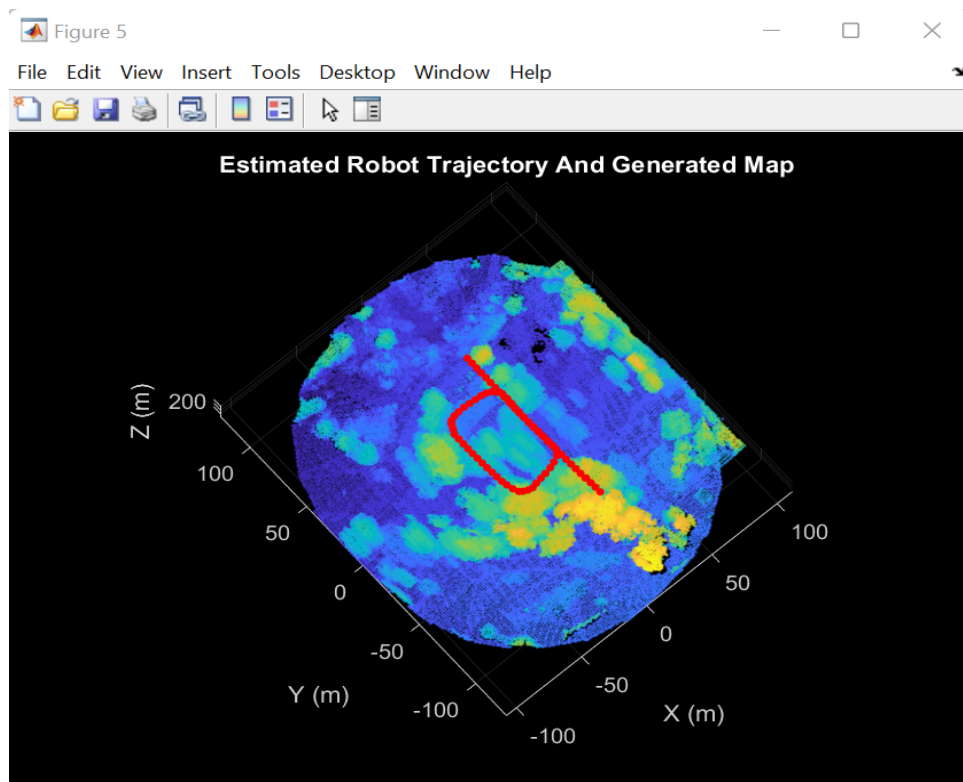 Figure 5
File Edit View Insert Tools Desktop Window Help
Estimated Robot Trajectory And Generated Map
Z (m)
200
100
50
0
-50
-100
Y (m)
100
50
0
-50
-100
X (m)